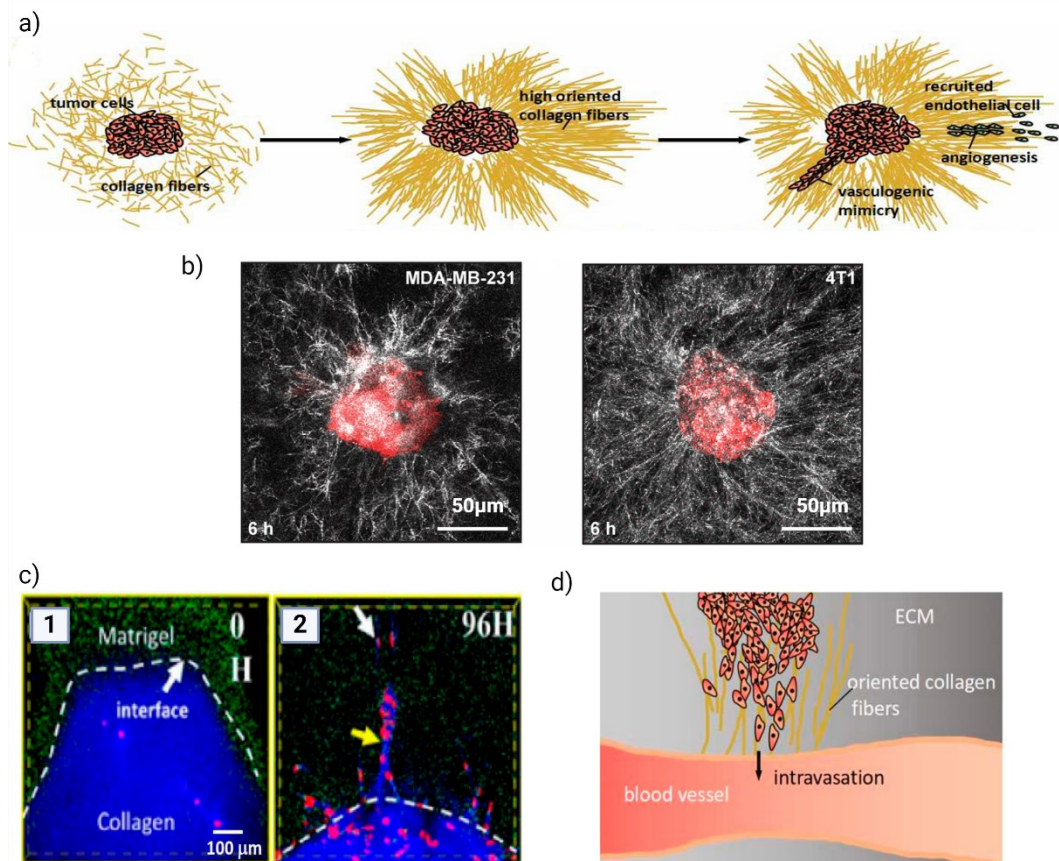 a)
tumor cells
collagen fibers
high oriented
collagen fibers
recruited
endothelial cell
angiogenesis
vasculogenic
mimicry
b)
MDA-MB-231
6 h
50µm
4T1
6 h
50µm
c)
1
Matrigel
0
H
interface
Collagen
100 µm
2
96H
d)
ECM
oriented collagen
fibers
intravasation
blood vessel